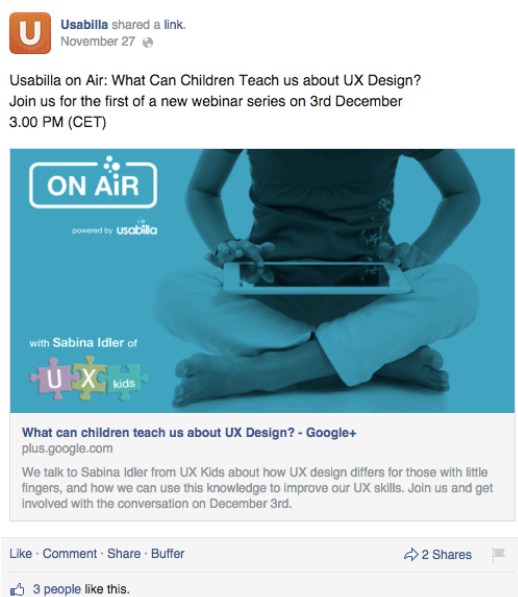 U
Usabilla shared a link.
November 27
Usabilla on Air: What Can Children Teach us about UX Design?
Join us for the first of a new webinar series on 3rd December
3.00 PM (CET)
ON AiR
powered by usabilla
with Sabina Idler of
UX kids
What can children teach us about UX Design? - Google+
plus.google.com
We talk to Sabina Idler from UX Kids about how UX design differs for those with little
fingers, and how we can use this knowledge to improve our UX skills. Join us and get
involved with the conversation on December 3rd.
Like · Comment · Share · Buffer 2 Shares
3 people like this.